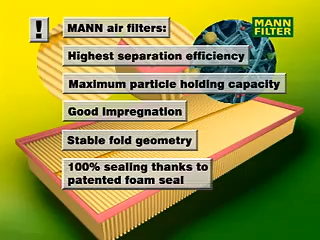 !
MANN air filters:
MANN
FILTER
Highest separation efficiency
Maximum particle holding capacity
Good impregnation
Stable fold geometry
100% sealing thanks to
patented foam seal